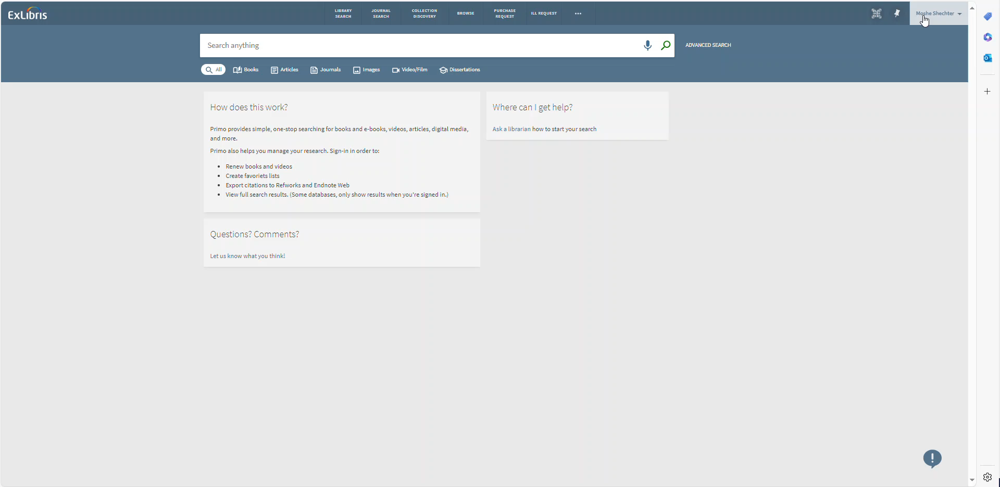 ExLibris
LIBRARY
SEARCH
JOURNAL
SEARCH
COLLECTION
DISCOVERY
BROWSE
PURCHASE
REQUEST
ILL REQUEST
•••
Moshe Shechter
Search anything
ADVANCED SEARCH
All
Books
Articles
Journals
Images
Video/Film
Dissertations
How does this work?
Primo provides simple, one-stop searching for books and e-books, videos, articles, digital media,
and more.
Primo also helps you manage your research. Sign-in in order to:
• Renew books and videos
• Create favoriets lists
• Export citations to Refworks and Endnote Web
• View full search results. (Some databases, only show results when you're signed in.)
Where can I get help?
Ask a librarian how to start your search
Questions? Comments?
Let us know what you think!